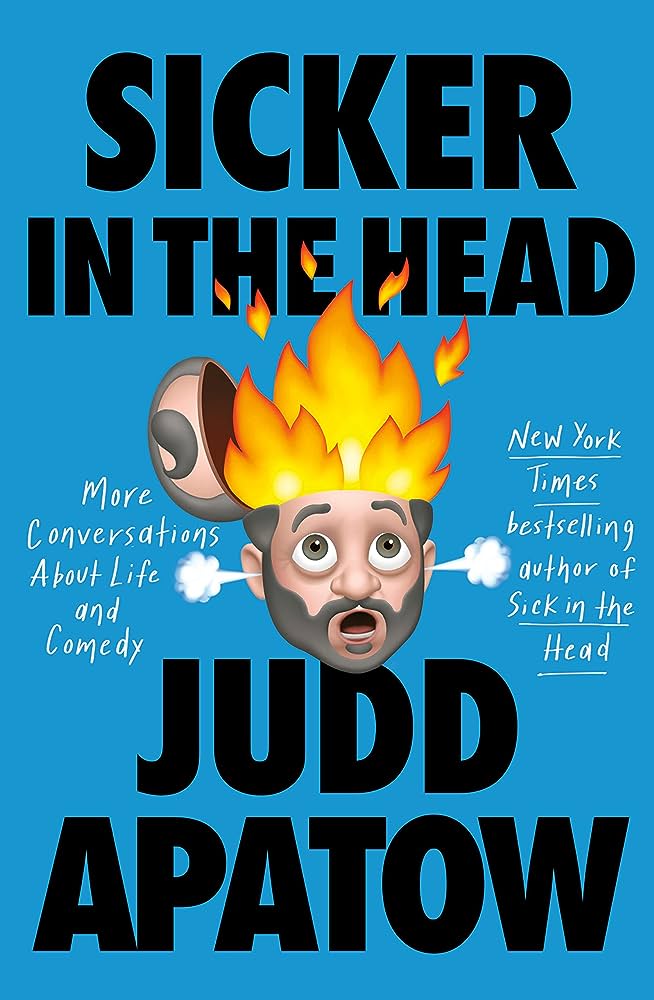 SICKER
IN THE HEAD
More
Conversations
About Life
and
Comedy
New York
Times
bestselling
author of
Sick in the
Head
JUDD
APATOW